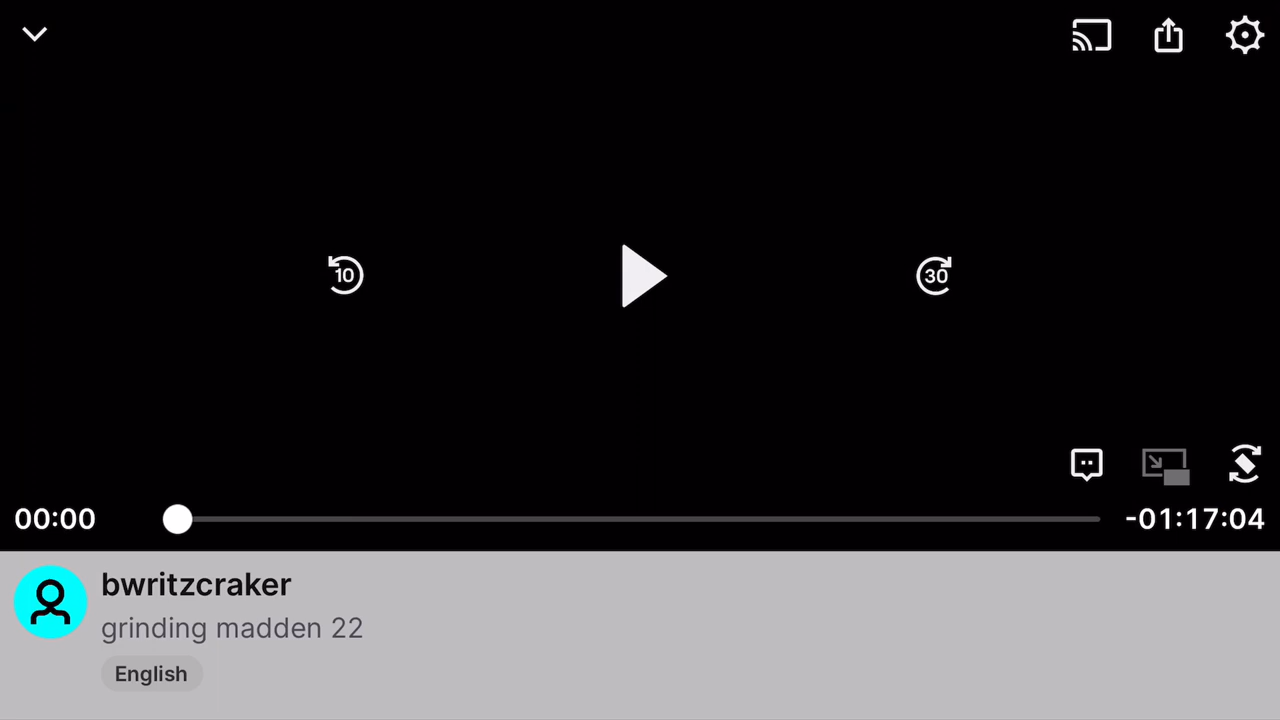 10
30
00:00
-01:17:04
bwritzcraker
grinding madden 22
English